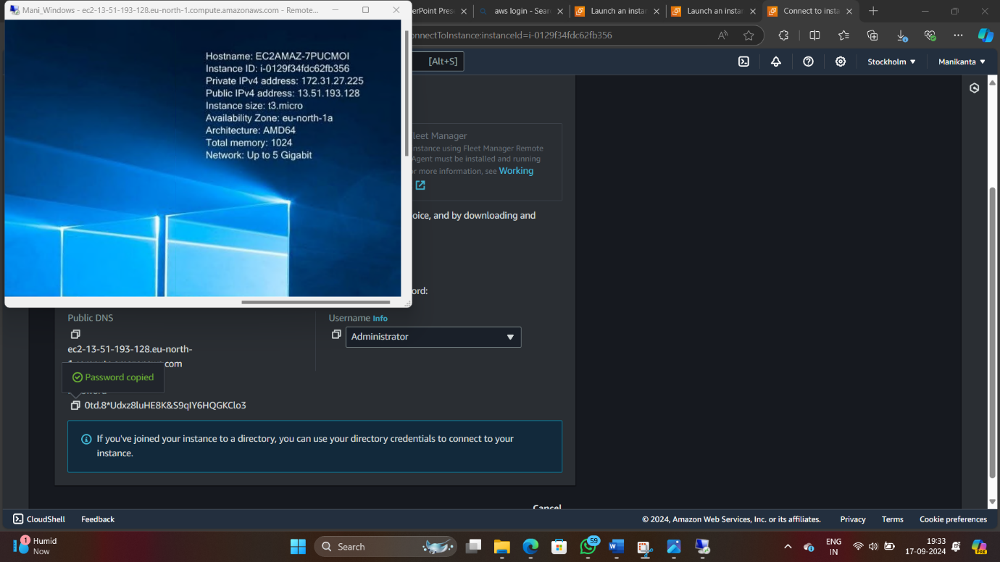 Mani_Windows - ec2-13-51-193-128.eu-north-1.compute.amazonaws.com - Remote...
aws login - Sear
Launch an instan
Launch an instan
Connect to insta
onnectToInstance:instanceId=i-0129f34fdc62fb356
[Alt+S]
Stockholm
Manikanta
Hostname: EC2AMAZ-7PUCMOI
Instance ID: i-0129f34fdc62fb356
Private IPv4 address: 172.31.27.225
Public IPv4 address: 13.51.193.128
Instance size: t3.micro
Availability Zone: eu-north-1a
Architecture: AMD64
Total memory: 1024
Network: Up to 5 Gigabit
leet Manager
nstance using Fleet Manager Remote
Agent must be installed and running
or more information, see Working
oice, and by downloading and
ord:
Public DNS
ec2-13-51-193-128.eu-north-
com
Username Info
Administrator
Password copied
0td.8*Udxz8luHE8K&S9qIY6HQGKClo3
If you've joined your instance to a directory, you can use your directory credentials to connect to your
instance.
Cancel
CloudShell
Feedback
© 2024, Amazon Web Services, Inc. or its affiliates.
Privacy
Terms
Cookie preferences
1
Humid
Now
Search
59
ENG
IN
19:33
17-09-2024
PRE